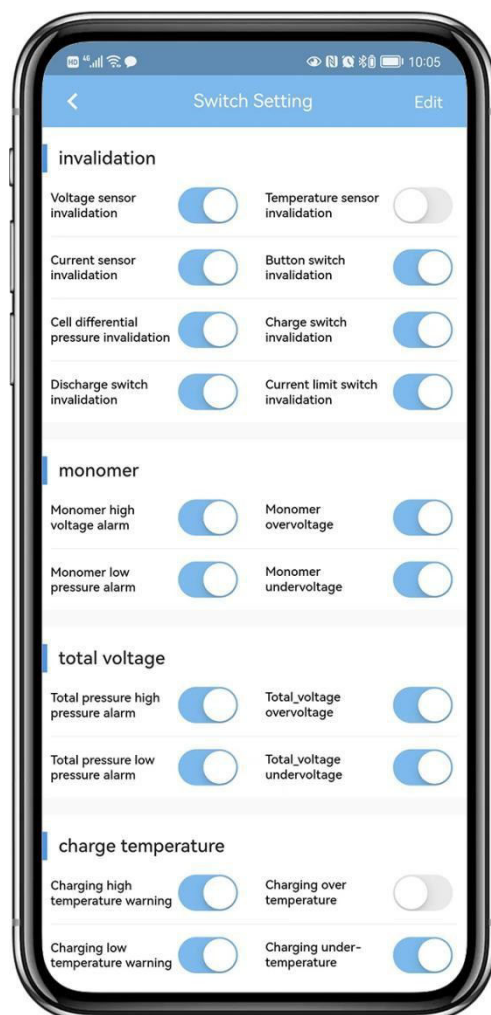 HD 4G 10:05
Switch Setting Edit
invalidation
Voltage sensor
invalidation
Temperature sensor
invalidation
Current sensor
invalidation
Button switch
invalidation
Cell differential
pressure invalidation
Charge switch
invalidation
Discharge switch
invalidation
Current limit switch
invalidation
monomer
Monomer high
voltage alarm
Monomer
overvoltage
Monomer low
pressure alarm
Monomer
undervoltage
total voltage
Total pressure high
pressure alarm
Total_voltage
overvoltage
Total pressure low
pressure alarm
Total_voltage
undervoltage
charge temperature
Charging high
temperature warning
Charging over
temperature
Charging low
temperature warning
Charging under-
temperature